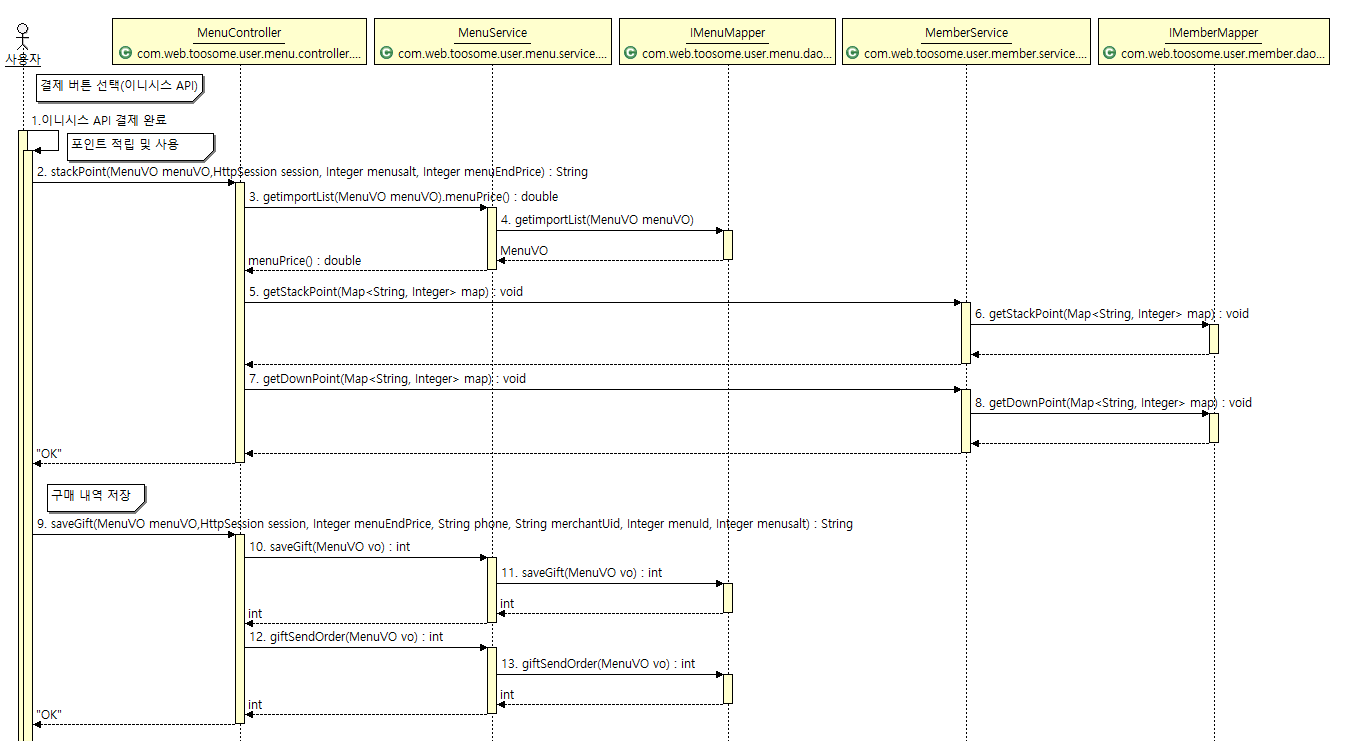 사용자
MenuController
com.web.toosome.user.menu.controller....
MenuService
com.web.toosome.user.menu.service....
IMenuMapper
com.web.toosome.user.menu.dao...
MemberService
com.web.toosome.user.member.service....
IMemberMapper
com.web.toosome.user.member.dao...
결제 버튼 선택(이니시스 API)
1.이니시스 API 결제 완료
포인트 적립 및 사용
2. stackPoint(MenuVO menuVO,HttpSession session, Integer menusalt, Integer menuEndPrice) : String
3. getimportList(MenuVO menuVO).menuPrice() : double
4. getimportList(MenuVO menuVO)
MenuVO
menuPrice() : double
5. getStackPoint(Map<String, Integer> map) : void
6. getStackPoint(Map<String, Integer> map) : void
7. getDownPoint(Map<String, Integer> map) : void
8. getDownPoint(Map<String, Integer> map) : void
"OK"
구매 내역 저장
9. saveGift(MenuVO menuVO,HttpSession session, Integer menuEndPrice, String phone, String merchantUid, Integer menuId, Integer menusalt) : String
10. saveGift(MenuVO vo) : int
11. saveGift(MenuVO vo) : int
int
int
12. giftSendOrder(MenuVO vo) : int
13. giftSendOrder(MenuVO vo) : int
int
int
"OK"